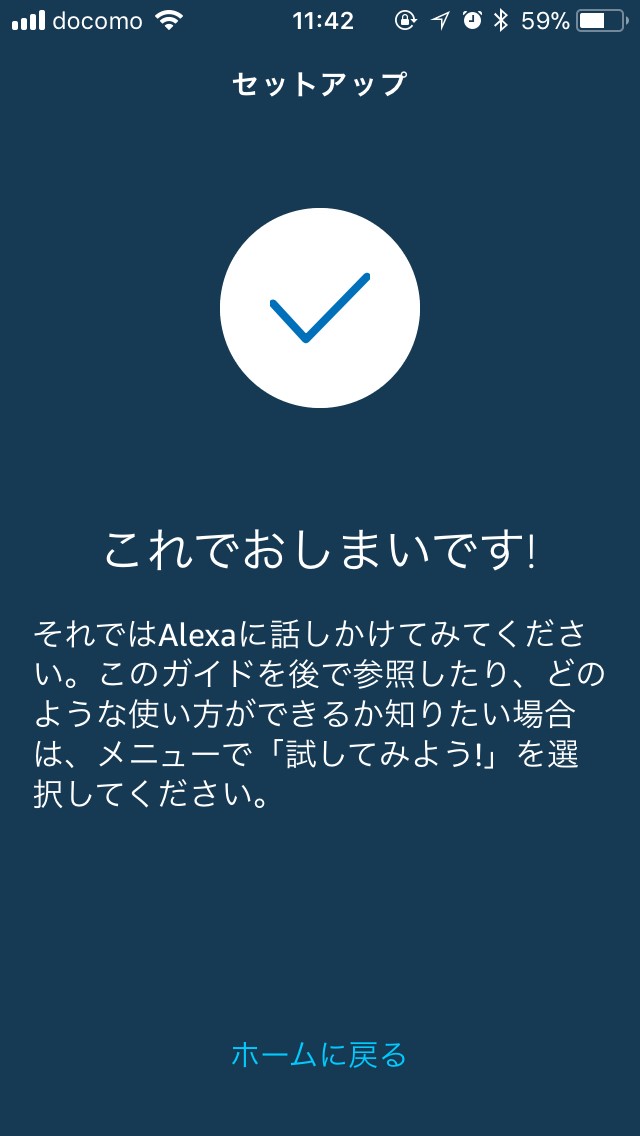 docomo 11:42 59%
セットアップ
これでおしまいです!
それではAlexaに話しかけてみてくださ
い。このガイドを後で参照したり、どの
ような使い方ができるか知りたい場合
は、メニューで「試してみよう!」を選
択してください。
ホームに戻る